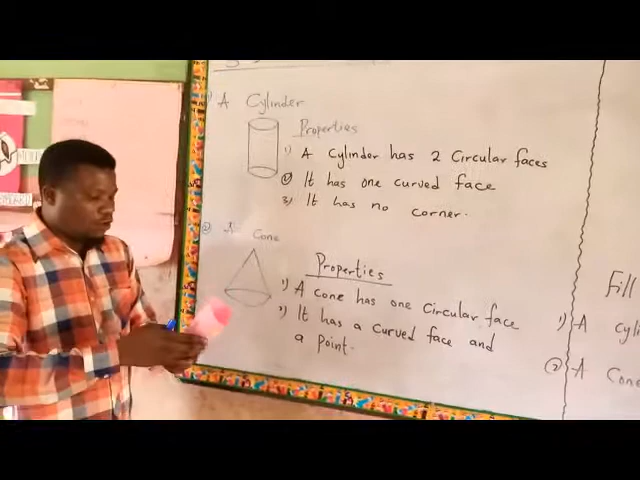 A Cylinder
Properties
1) A Cylinder has 2 Circular faces
2) It has one curved face
3) It has no corner.
② A Cone
Properties
1) A cone has one Circular face
2) It has a curved face and
a point.
Fill
1) A
② A Cone